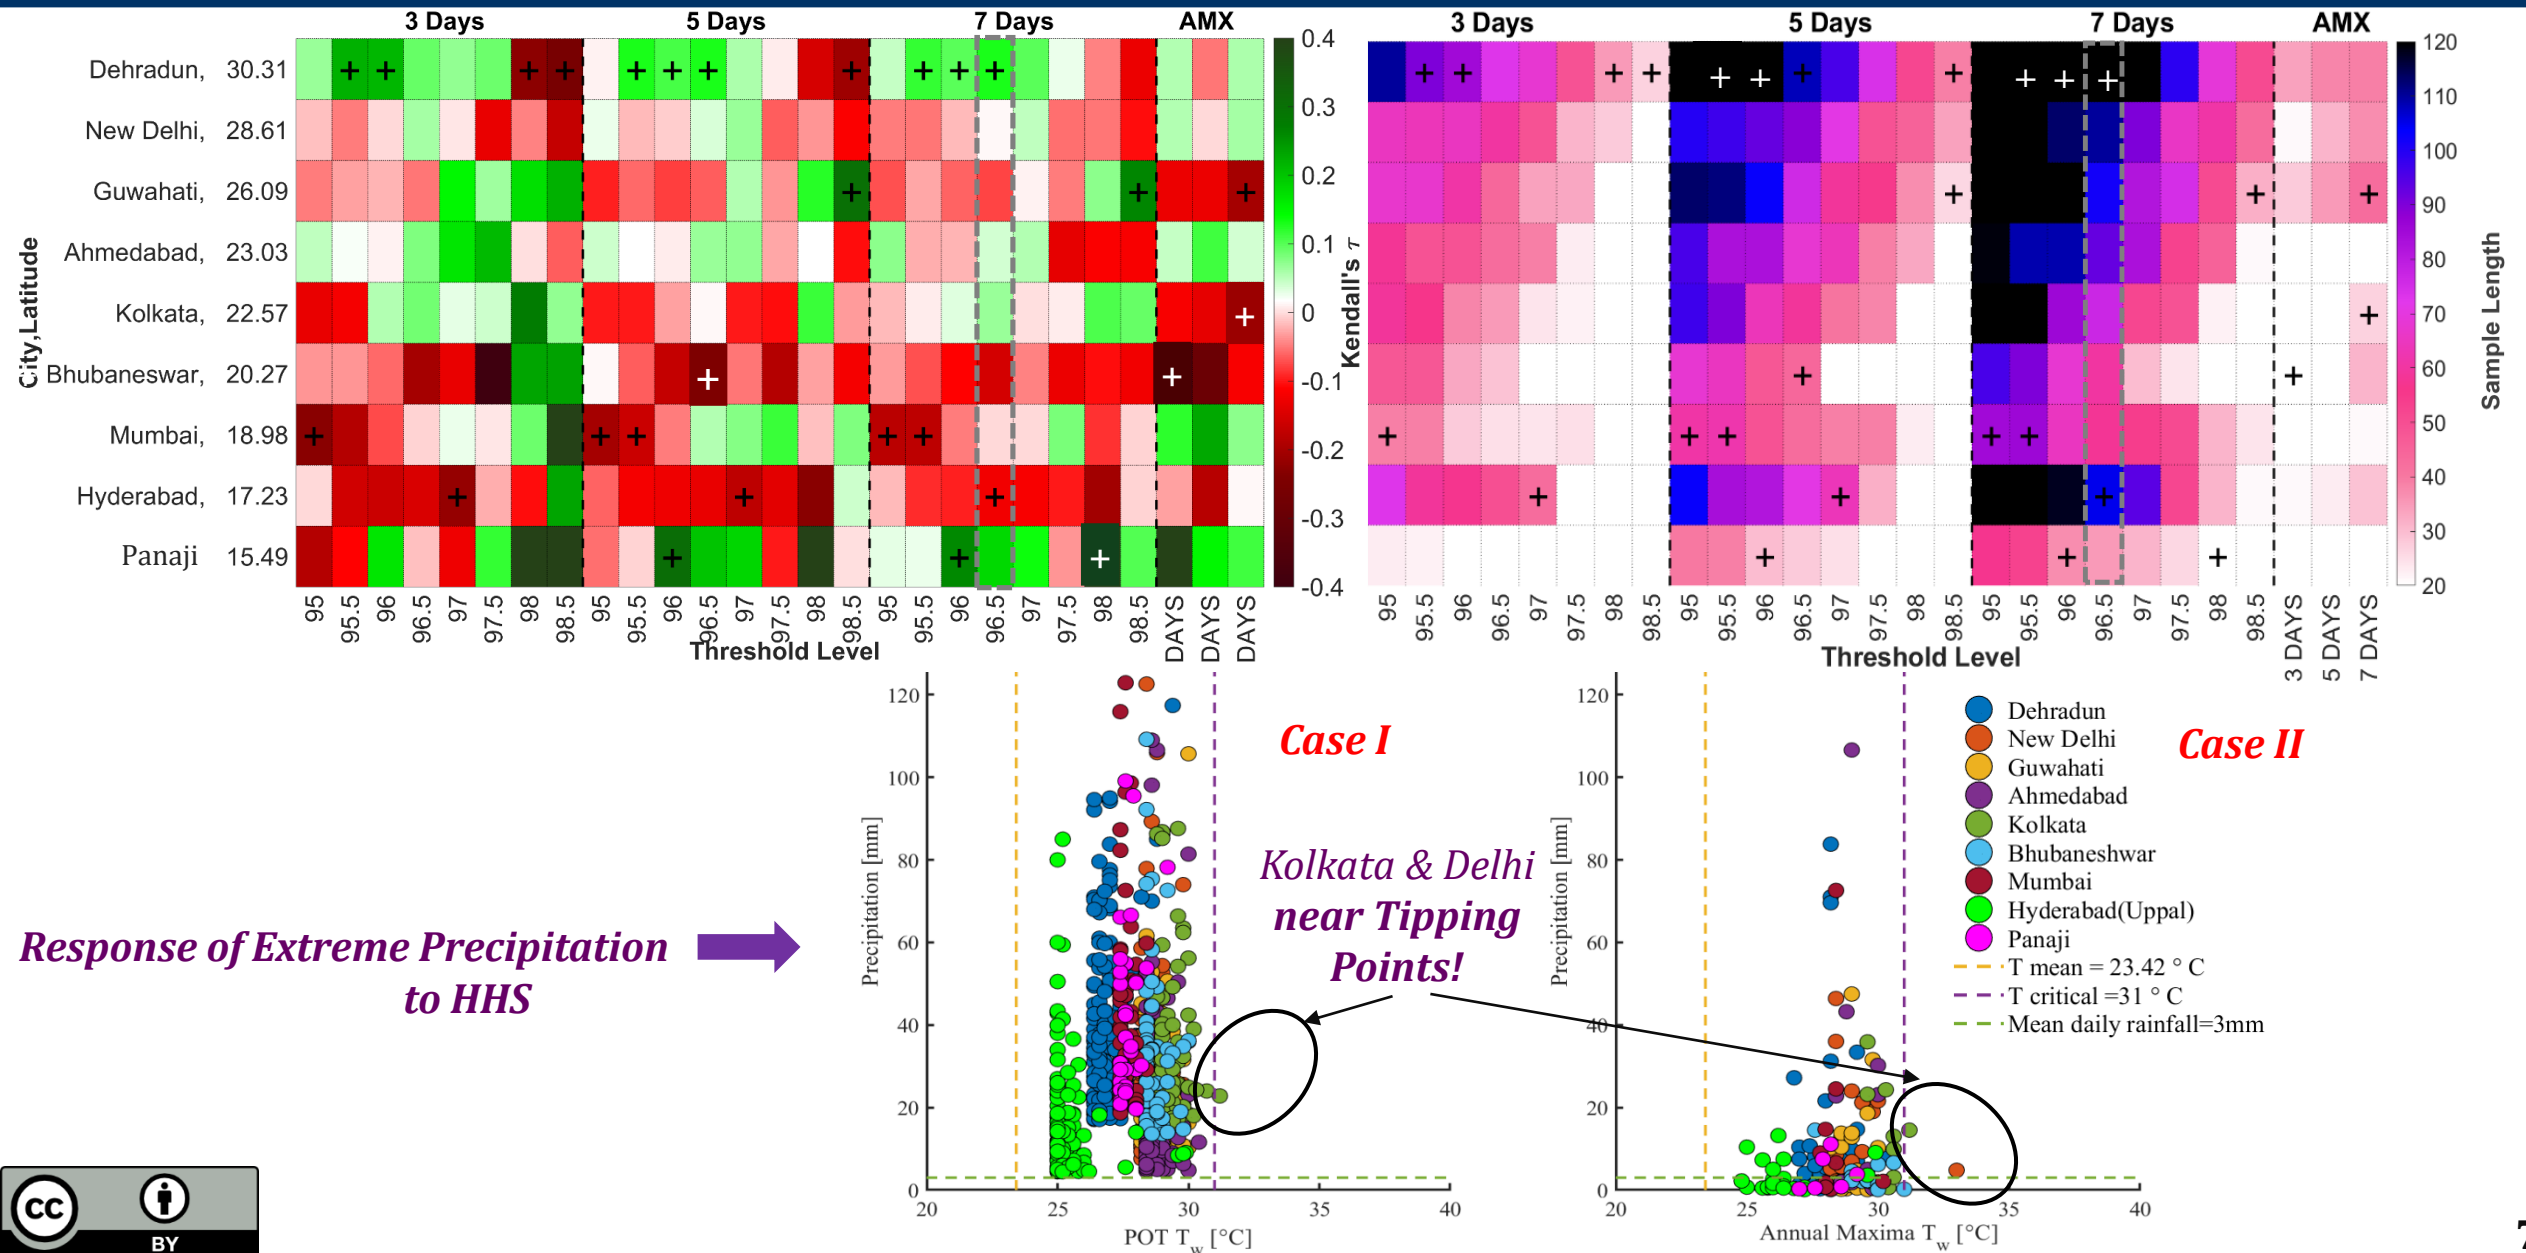 3 Days 5 Days 7 Days AMX
Dehradun, 30.31
New Delhi, 28.61
Guwahati, 26.09
Ahmedabad, 23.03
Kolkata, 22.57
Bhubaneswar, 20.27
Mumbai, 18.98
Hyderabad, 17.23
Panaji 15.49
City,Latitude
95 95.5 96 96.5 97 97.5 98 98.5 95 95.5 96 96.5 97 97.5 98 98.5 95 95.5 96 96.5 97 97.5 98 98.5 DAYS DAYS DAYS
Threshold Level
0.4
0.3
0.2
0.1
0
-0.1
-0.2
-0.3
-0.4
Kendall's τ
3 Days 5 Days 7 Days AMX
95 95.5 96 96.5 97 97.5 98 98.5 95 95.5 96 96.5 97 97.5 98 98.5 95 95.5 96 96.5 97 97.5 98 98.5 3 DAYS 5 DAYS 7 DAYS
Threshold Level
120
110
100
90
80
70
60
50
40
30
20
Sample Length
Response of Extreme Precipitation
to HHS
Case I
120
100
80
60
40
20
0
Precipitation [mm]
20 25 30 35 40
POT Tw [°C]
Kolkata & Delhi
near Tipping
Points!
Case II
120
100
80
60
40
20
0
Precipitation [mm]
20 25 30 35 40
Annual Maxima Tw [°C]
Dehradun
New Delhi
Guwahati
Ahmedabad
Kolkata
Bhubaneshwar
Mumbai
Hyderabad(Uppal)
Panaji
T mean = 23.42 ° C
T critical =31 ° C
Mean daily rainfall=3mm
cc
BY
7